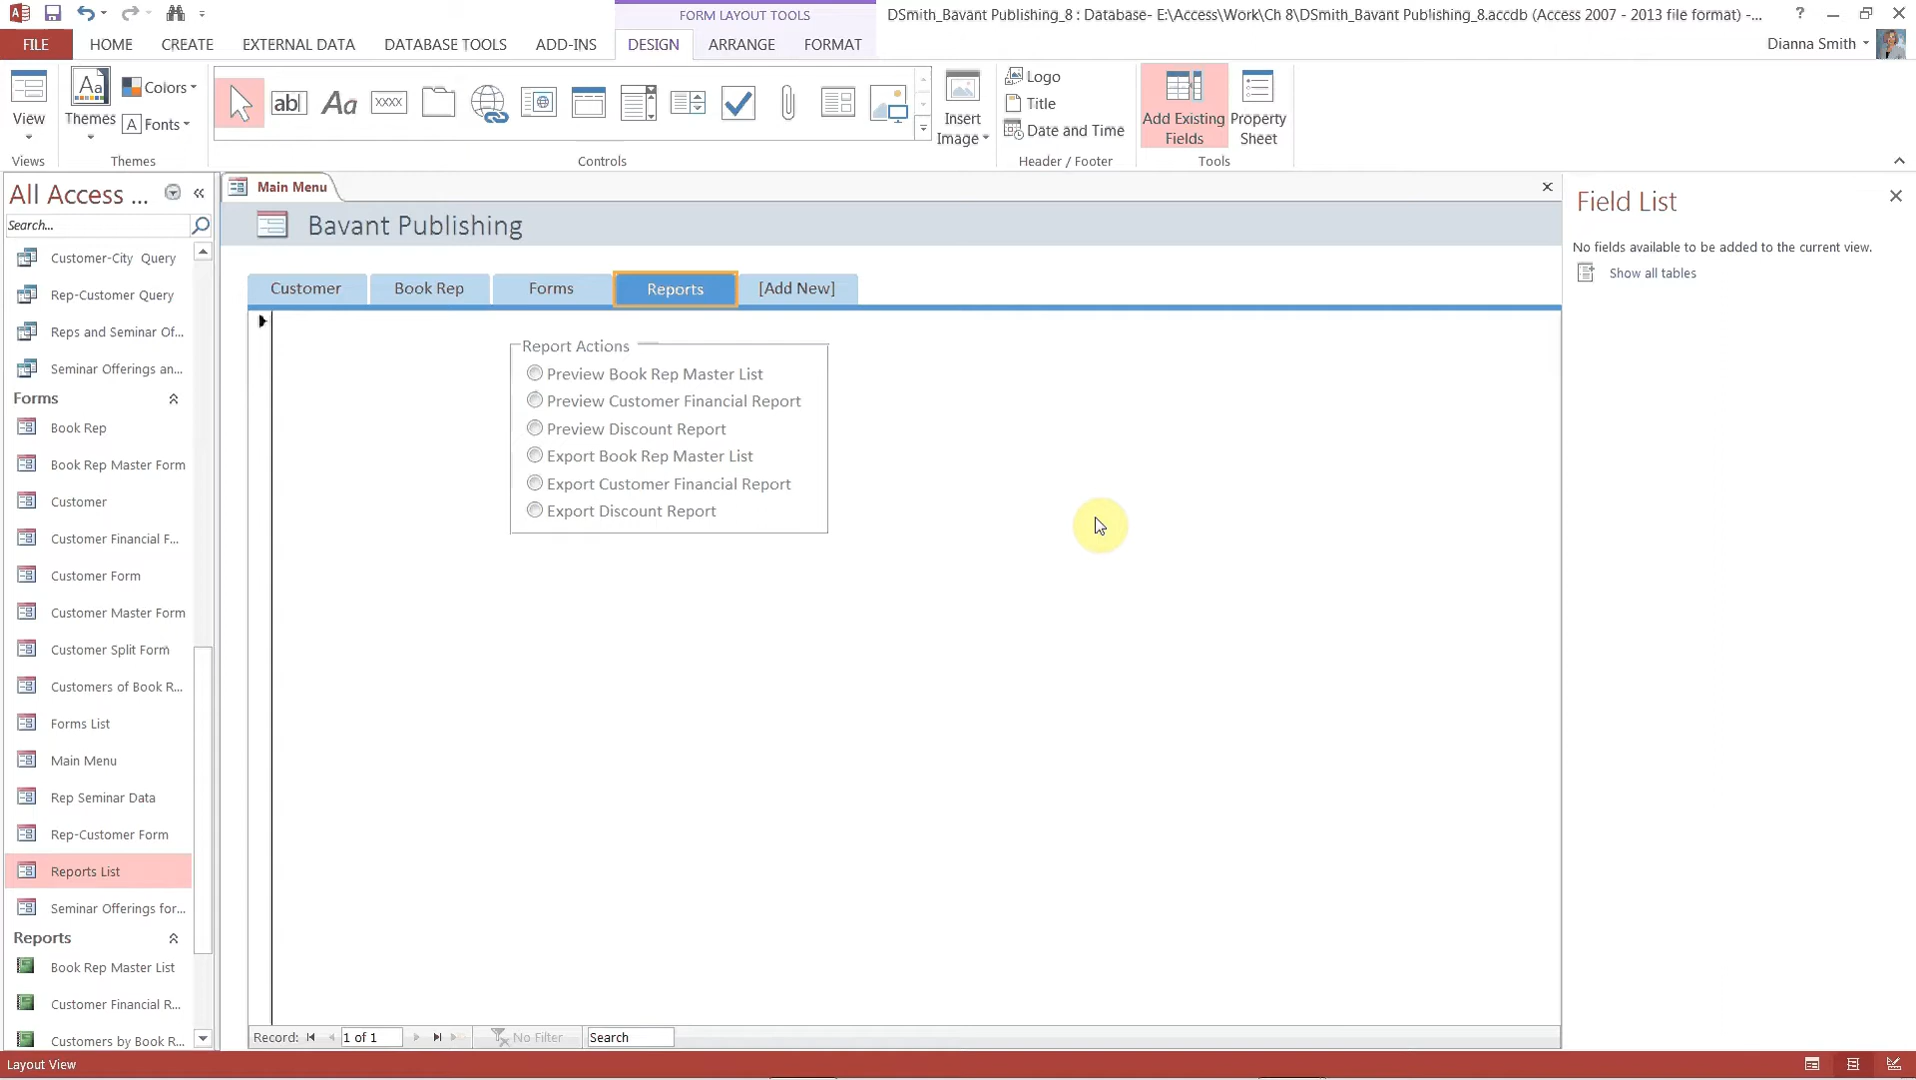 FORM LAYOUT TOOLS
DSmith_Bavant Publishing_8 : Database- E:\Access\Work\Ch 8\DSmith_Bavant Publishing_8.accdb (Access 2007 - 2013 file format) -...
?
FILE HOME CREATE EXTERNAL DATA DATABASE TOOLS ADD-INS DESIGN ARRANGE FORMAT
Dianna Smith
View
Views
Aa
Themes
Colors
A Fonts
Themes
ab|
Aa
XXXX
Controls
Insert
Image
Logo
Title
Date and Time
Header / Footer
Add Existing
Fields
Property
Sheet
Tools
All Access ...
Search...
Customer-City Query
Rep-Customer Query
Reps and Seminar Of...
Seminar Offerings an...
Forms
Book Rep
Book Rep Master Form
Customer
Customer Financial F...
Customer Form
Customer Master Form
Customer Split Form
Customers of Book R...
Forms List
Main Menu
Rep Seminar Data
Rep-Customer Form
Reports List
Seminar Offerings for...
Reports
Book Rep Master List
Customer Financial R...
Customers by Book R...
Main Menu
Bavant Publishing
Customer Book Rep Forms Reports [Add New]
Report Actions
Preview Book Rep Master List
Preview Customer Financial Report
Preview Discount Report
Export Book Rep Master List
Export Customer Financial Report
Export Discount Report
Record: 1 of 1 No Filter Search
Field List
No fields available to be added to the current view.
Show all tables
Layout View